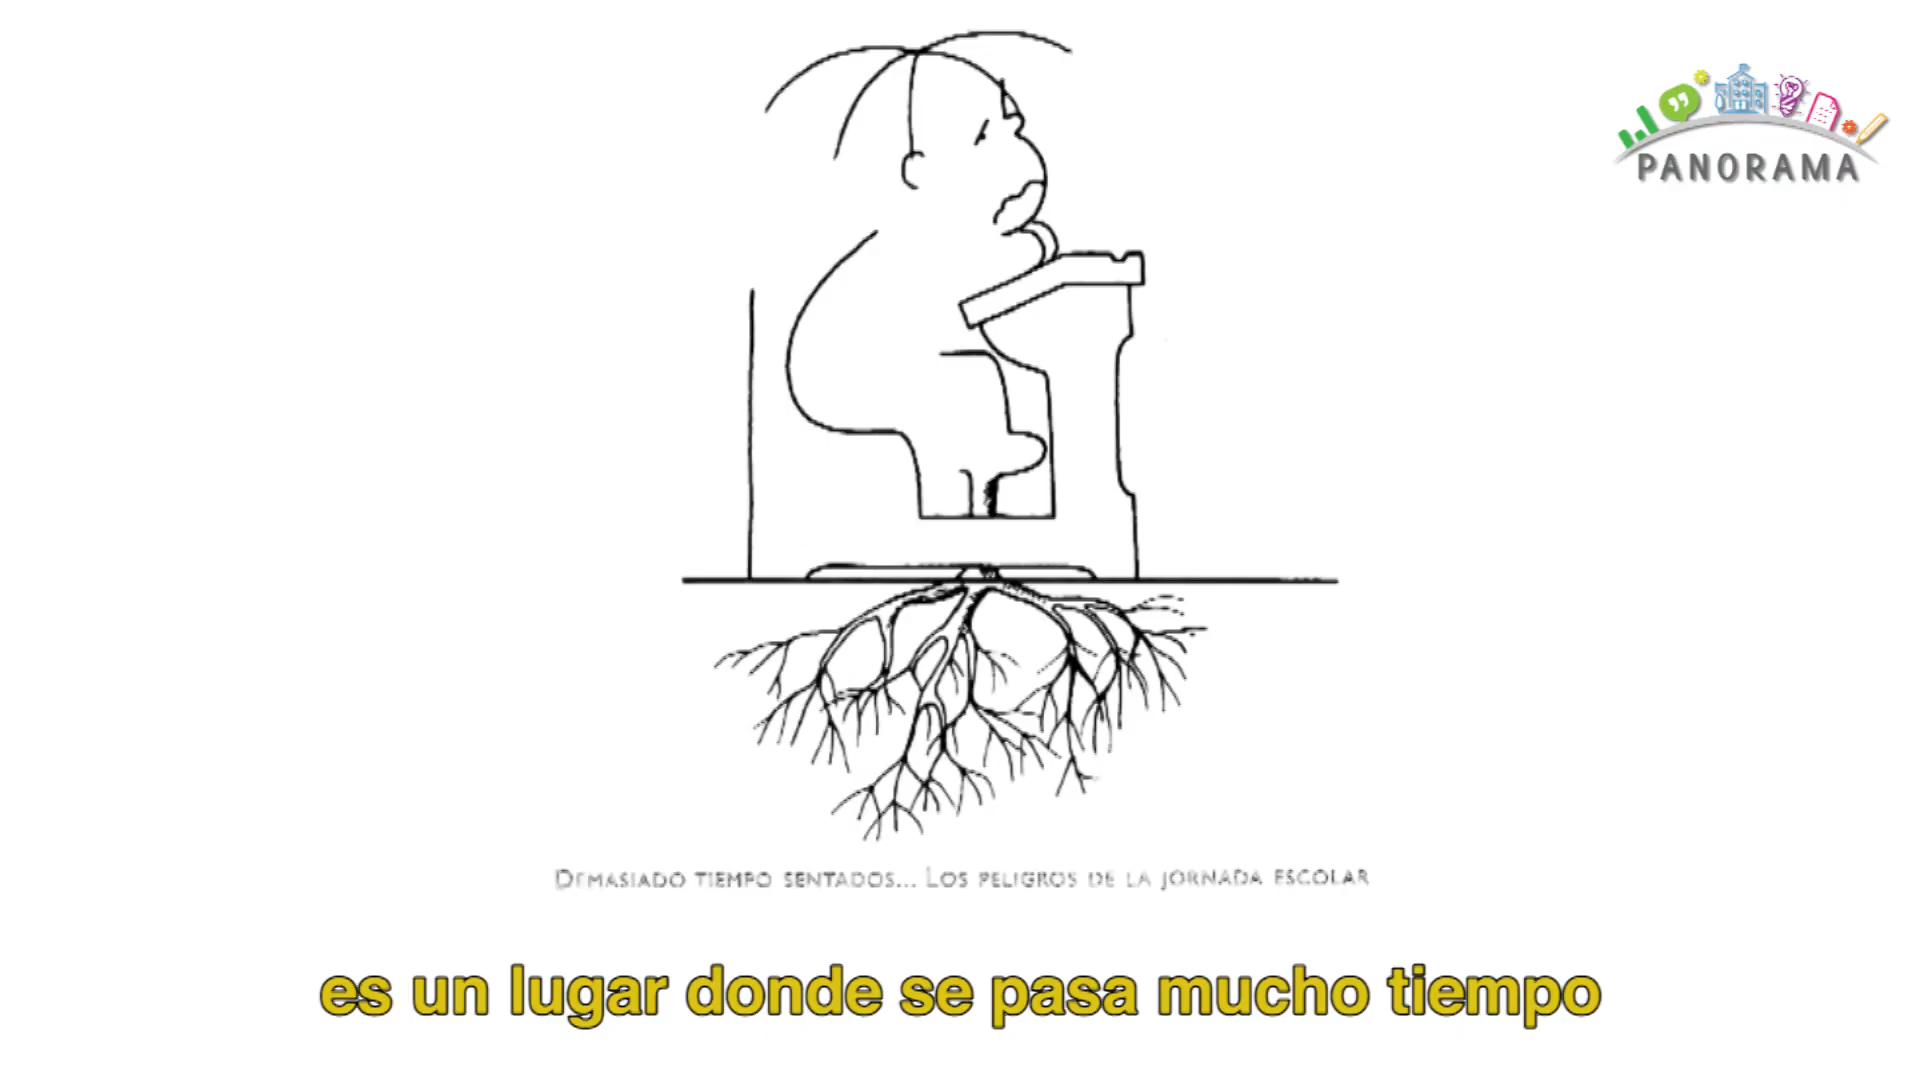 PANORAMA
DEMASIADO TIEMPO SENTADOS... LOS PELIGROS DE LA JORNADA ESCOLAR
es un lugar donde se pasa mucho tiempo